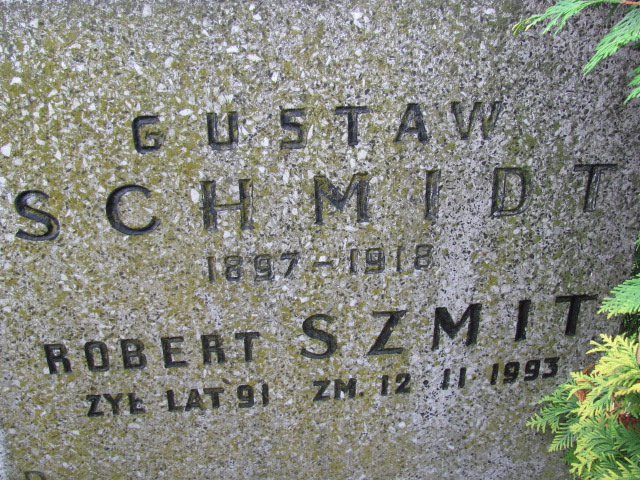 GUSTAW
SCHMIDT
1897-1918
ROBERT SZMIT
ŻYŁ LAT 91 ZM. 12·11 1993